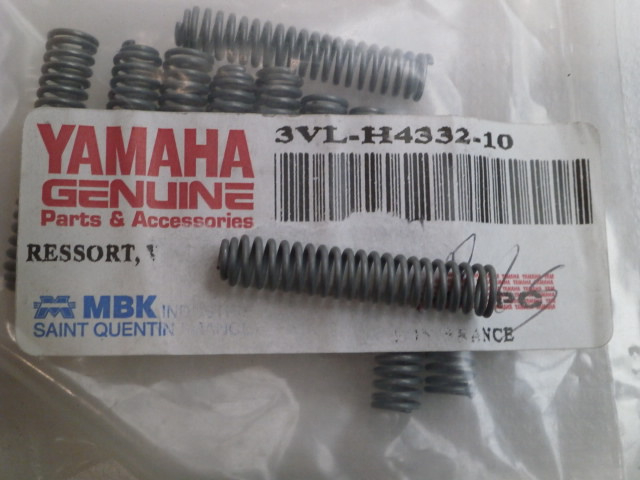 YAMAHA
GENUINE
Parts & Accessories
3VL-H4332-10
RESSORT,
MBK
SAINT QUENTIN